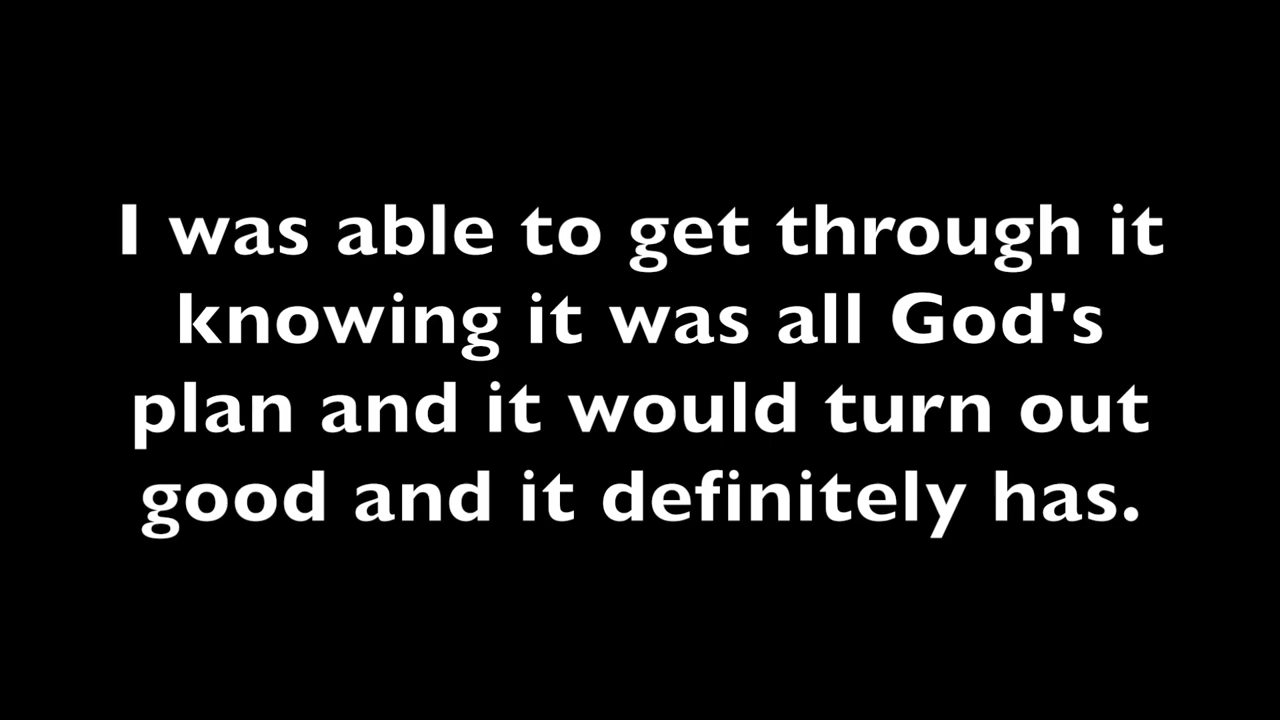 I was able to get through it
knowing it was all God's
plan and it would turn out
good and it definitely has.